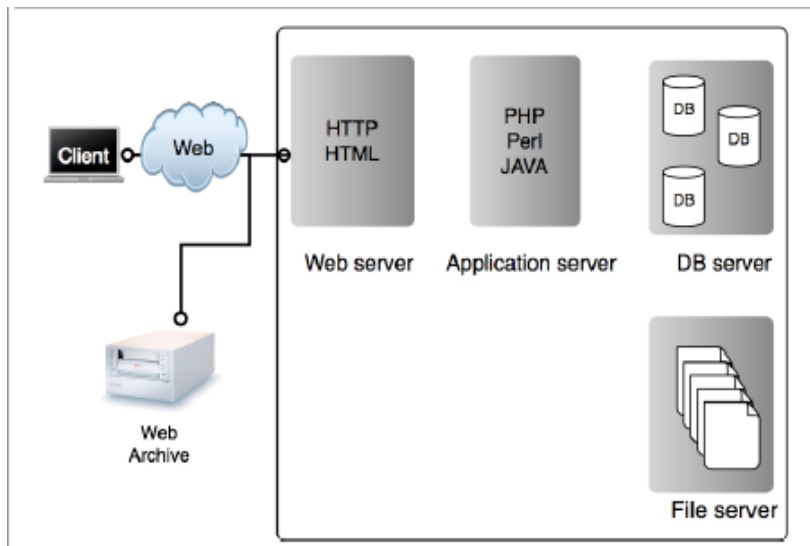 Client
Web
HTTP
HTML
Web server
PHP
Perl
JAVA
Application server
DB
DB
DB
DB server
Web
Archive
File server